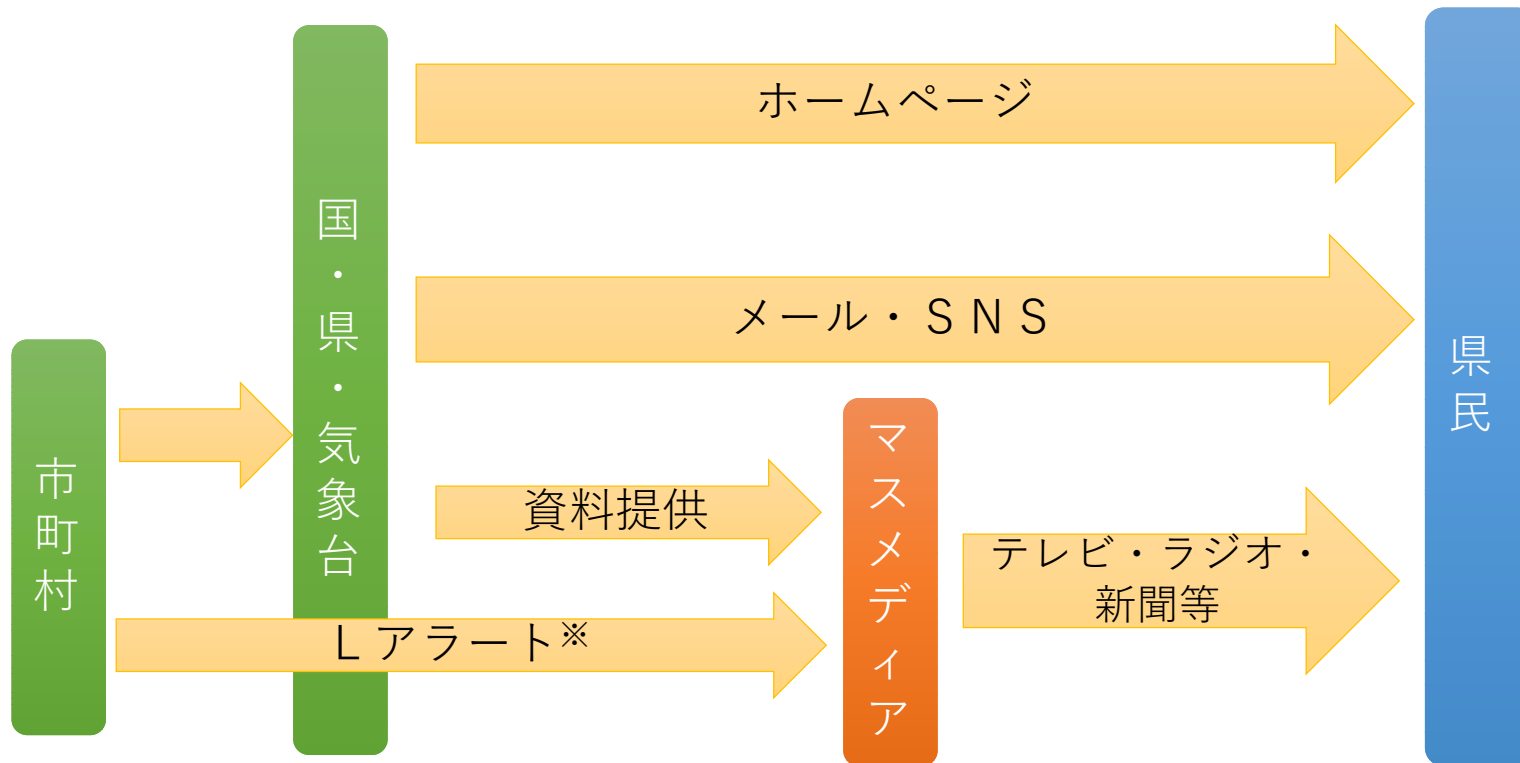 ホームページ
国・県・気象台
メール・ＳＮＳ
県民
市町村
マスメディア
資料提供
テレビ・ラジオ・
新聞等
Ｌアラート※